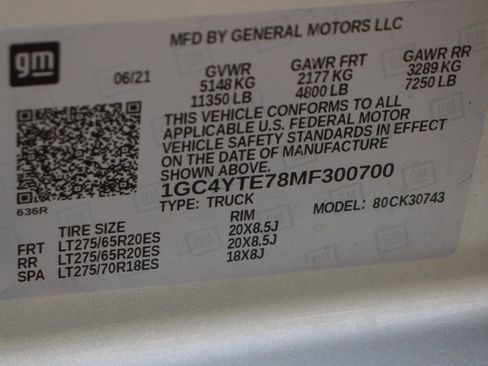 gm
MFD BY GENERAL MOTORS LLC
06/21 GVWR GAWR FRT GAWR RR
5148 KG 2177 KG 3289 KG
11350 LB 4800 LB 7250 LB
THIS VEHICLE CONFORMS TO ALL
APPLICABLE U.S. FEDERAL MOTOR
VEHICLE SAFETY STANDARDS IN EFFECT
ON THE DATE OF MANUFACTURE
SHOWN ABOVE.
1GC4YTE78MF300700
636R
TYPE: TRUCK MODEL: 80CK30743
TIRE SIZE RIM
FRT LT275/65R20ES 20X8.5J
RR LT275/65R20ES 20X8.5J
SPA LT275/70R18ES 18X8J